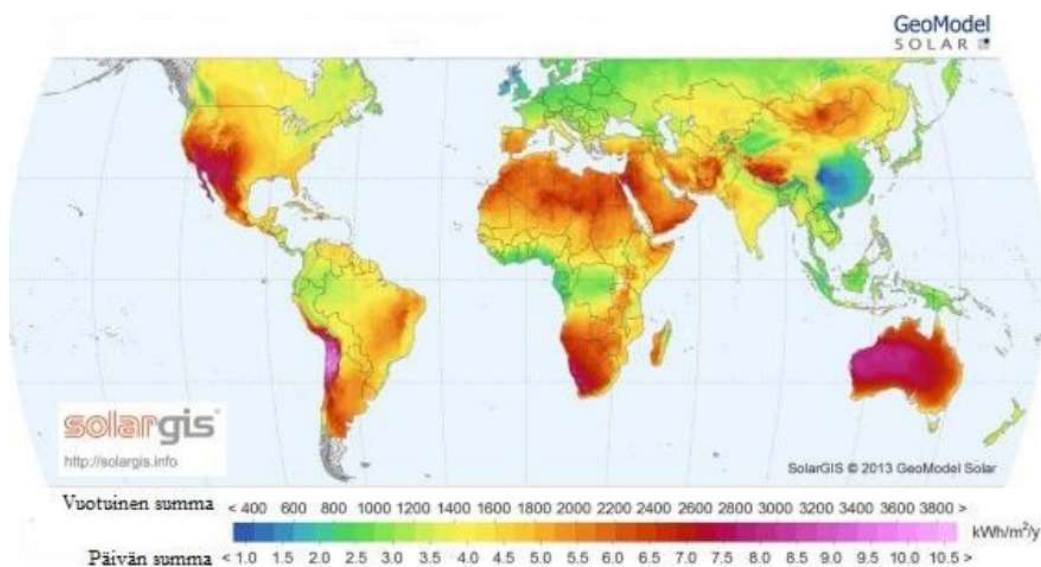 GeoModel
SOLAR
solargis
http://solargis.info
SolarGIS © 2013 GeoModel Solar
Vuotuinen summa < 400 600 800 1000 1200 1400 1600 1800 2000 2200 2400 2600 2800 3000 3200 3400 3600 3800 >
kWh/m²/y
Päivän summa < 1.0 1.5 2.0 2.5 3.0 3.5 4.0 4.5 5.0 5.5 6.0 6.5 7.0 7.5 8.0 8.5 9.0 9.5 10.0 10.5 >